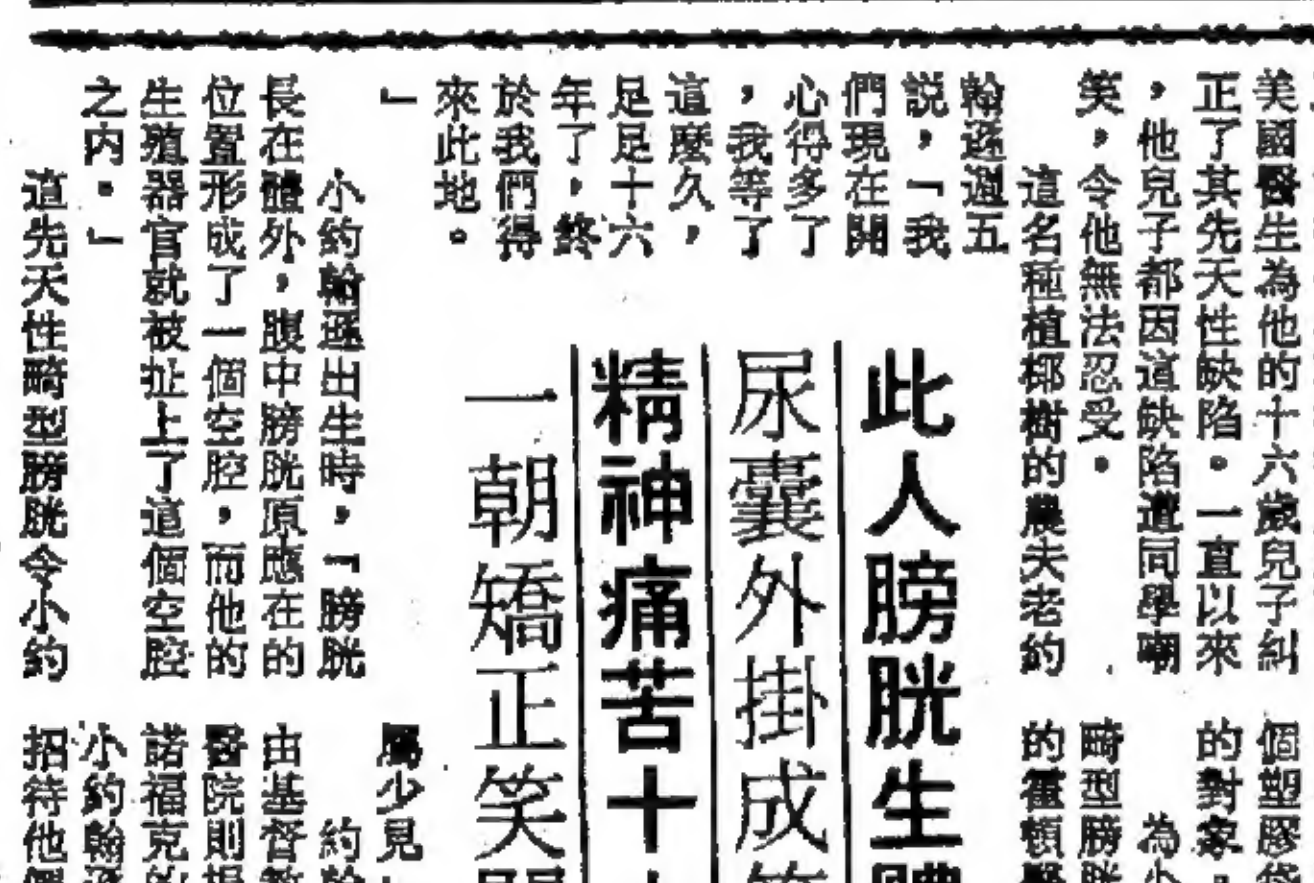 美國醫生為他的十六歲兒子糾
正了其先天性缺陷。一直以來
，他兒子都因這缺陷遭同學嘲
笑，令他無法忍受。
這名種植椰樹的農夫老約
翰遜週五
説，「我
們現在開
心得多了
，我等了
這麼久，
足足十六
年了，終
於我們得
來此地。
」
此人膀胱生
尿囊外掛成
精神痛苦十
一朝矯正笑
小約翰遜出生時，「膀胱
長在體外，腹中膀胱原應在的
位置形成了一個空腔，而他的
生殖器官就被扯上了這個空腔
之內。」
這先天性畸型膀胱令小約
個塑膠袋
的對象，
為小
畸型膀胱
的霍頓醫
屬少見
約翰
由基督教
醫院則提
諾福克的
小約翰遜
招待他